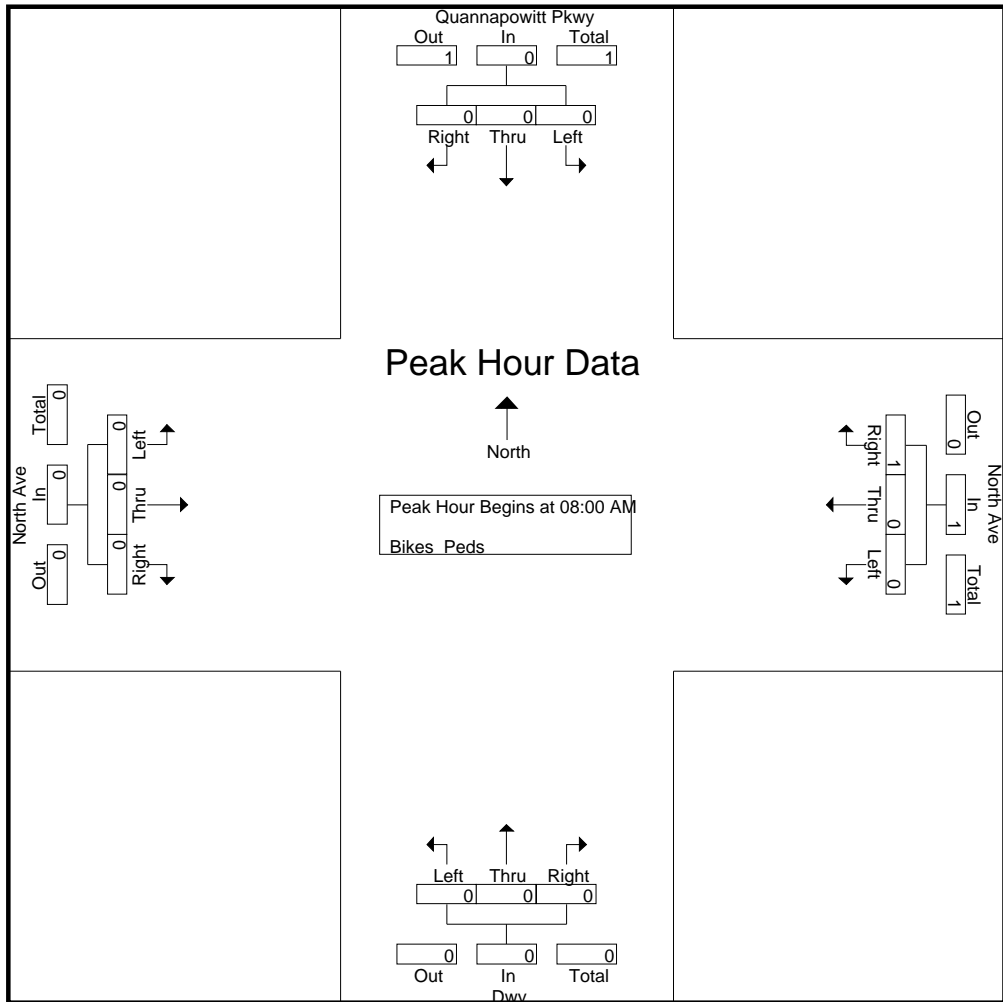 Quannapowitt Pkwy
Out In Total
1 0 1
0 0 0
Right Thru Left
Peak Hour Data
North
Peak Hour Begins at 08:00 AM
Bikes Peds
North Ave
Total In Out
0 0 0
0 0 0
Left Thru Right
North Ave
Out In Total
0 1 1
Right Thru Left
1 0 0
Left Thru Right
0 0 0
0 0 0
Out In Total
Dwy